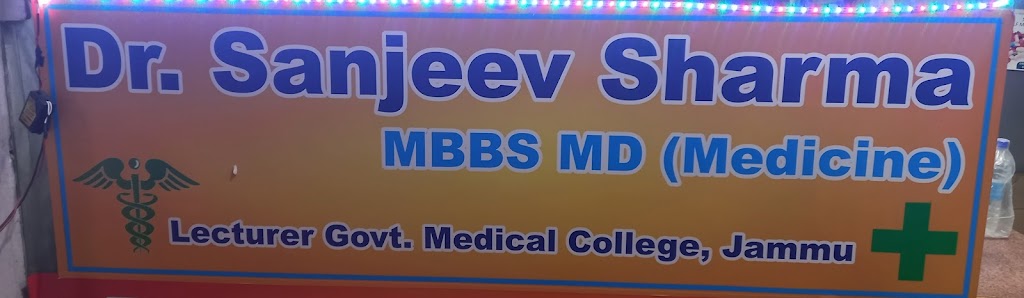 Dr. Sanjeev Sharma
MBBS MD (Medicine)
Lecturer Govt. Medical College, Jammu